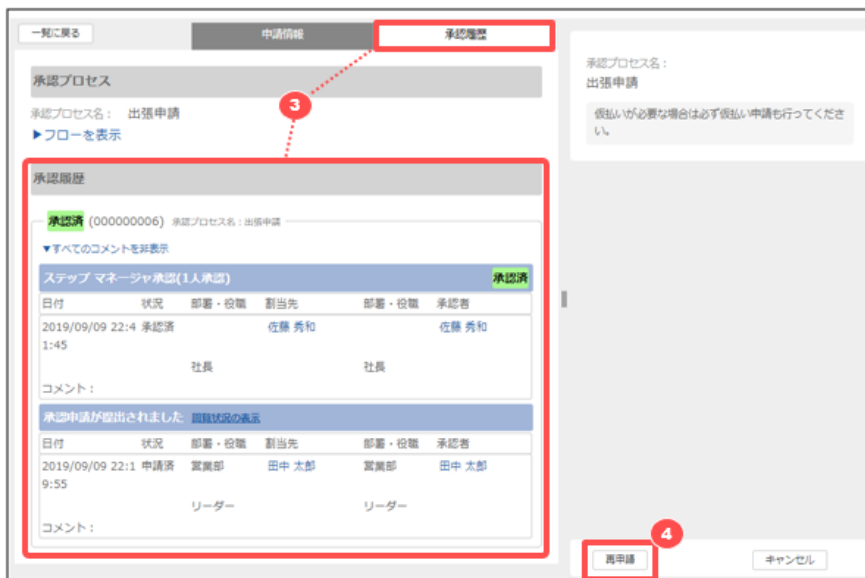 一覧に戻る
申請情報
承認履歴
承認プロセス
承認プロセス名： 出張申請
▶フローを表示
3
承認履歴
承認済 (000000006) 承認プロセス名：出張申請
▼すべてのコメントを非表示
ステップ マネージャ承認(1人承認) 承認済
日付 状況 部署・役職 割当先 部署・役職 承認者
2019/09/09 22:4 承認済 佐藤 秀和 佐藤 秀和
1:45
社長 社長
コメント：
承認申請が提出されました 回覧状況の表示
日付 状況 部署・役職 割当先 部署・役職 承認者
2019/09/09 22:1 申請済 営業部 田中 太郎 営業部 田中 太郎
9:55
リーダー リーダー
コメント：
承認プロセス名：
出張申請
仮払いが必要な場合は必ず仮払い申請も行ってくださ
い。
4
再申請
キャンセル